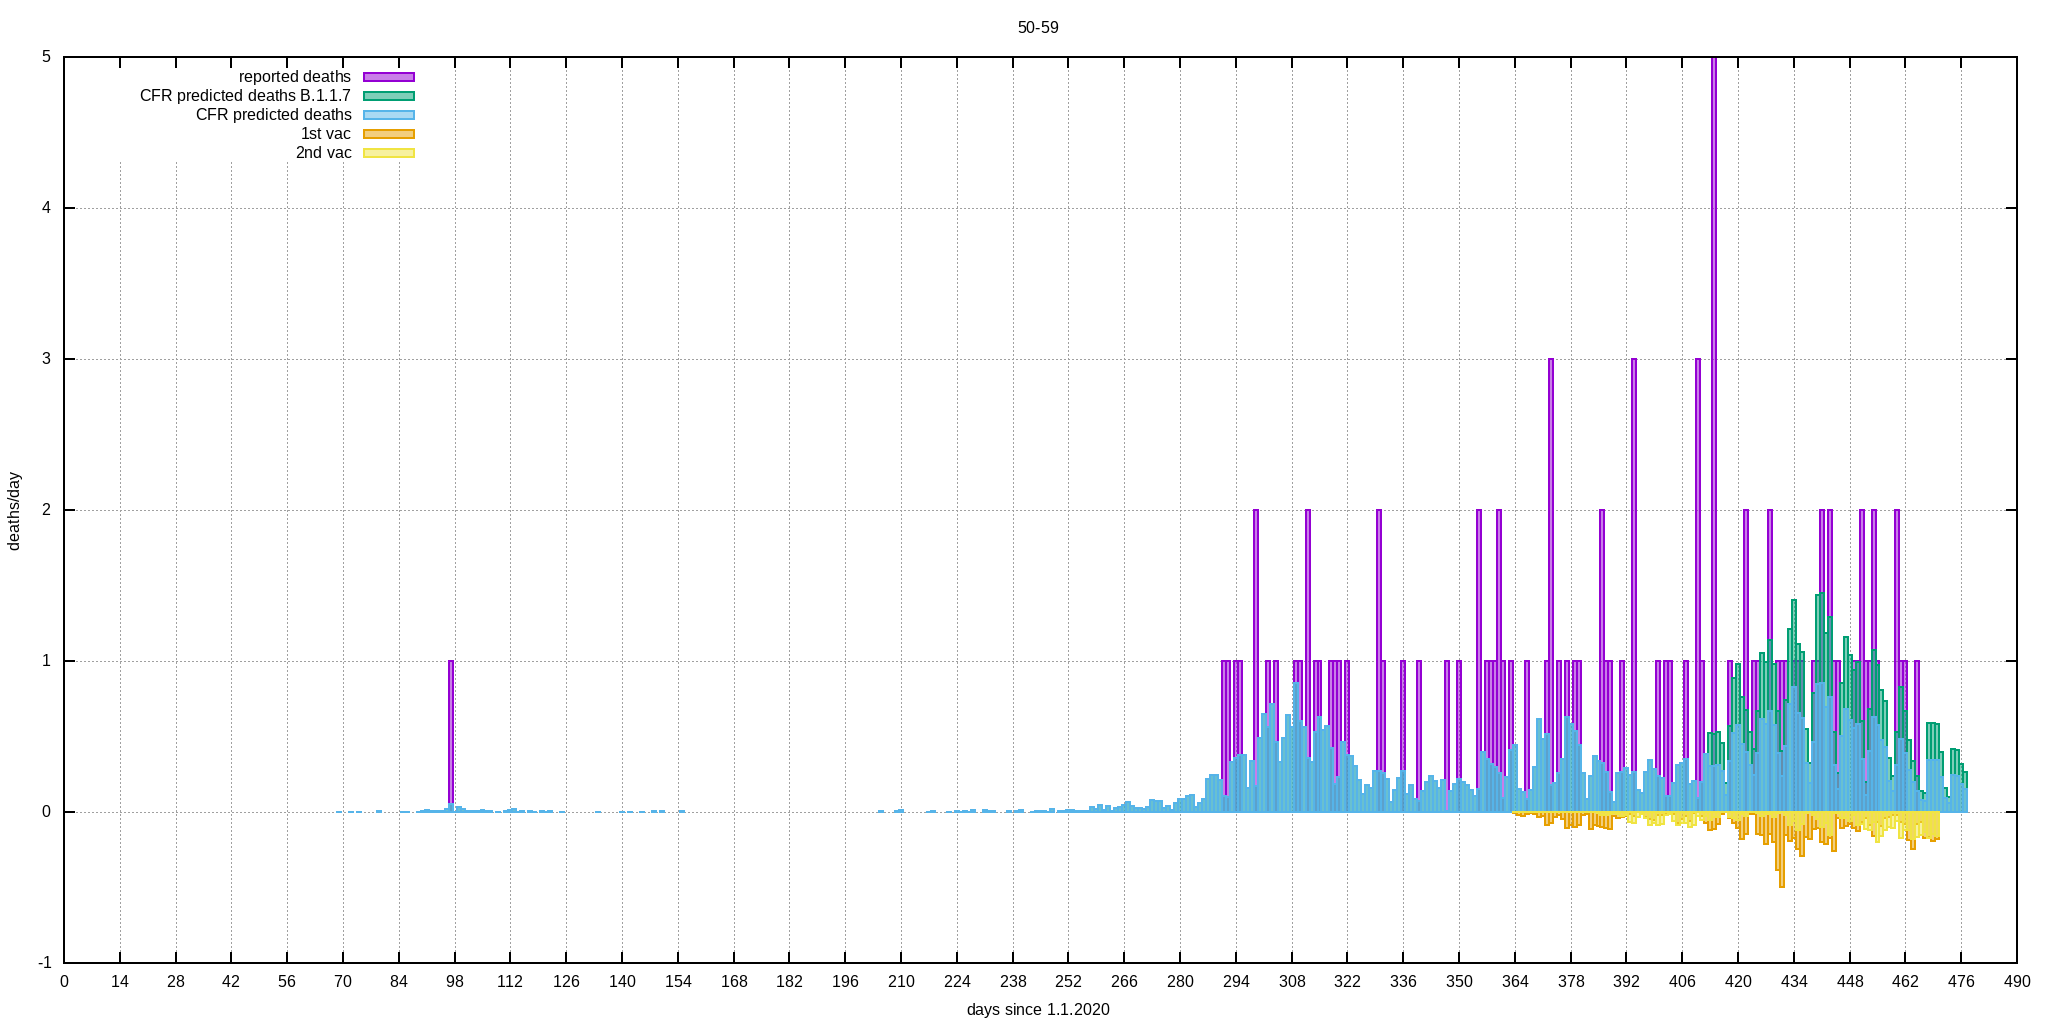 50-59
reported deaths
CFR predicted deaths B.1.1.7
CFR predicted deaths
1st vac
2nd vac
5
4
3
2
1
0
-1
deaths/day
0 14 28 42 56 70 84 98 112 126 140 154 168 182 196 210 224 238 252 266 280 294 308 322 336 350 364 378 392 406 420 434 448 462 476 490
days since 1.1.2020